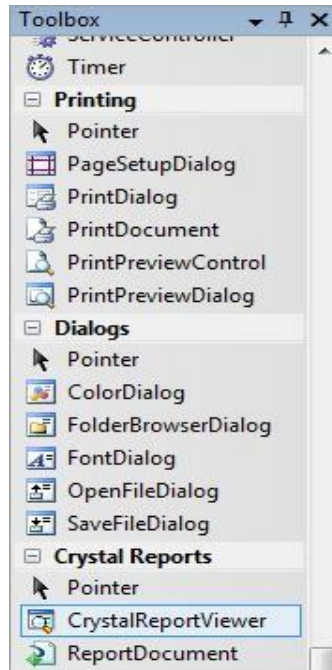 Toolbox
ServiceController
Timer
Printing
Pointer
PageSetupDialog
PrintDialog
PrintDocument
PrintPreviewControl
PrintPreviewDialog
Dialogs
Pointer
ColorDialog
FolderBrowserDialog
FontDialog
OpenFileDialog
SaveFileDialog
Crystal Reports
Pointer
CrystalReportViewer
ReportDocument